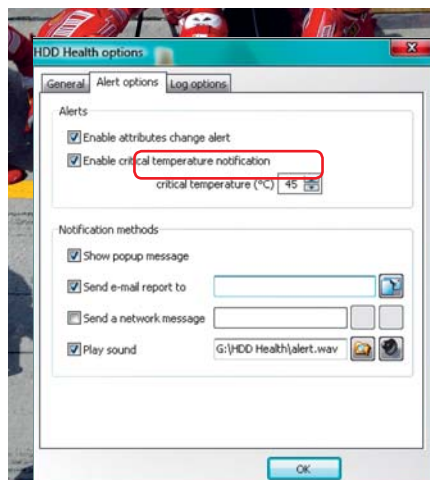 HDD Health options
General Alert options Log options
Alerts
Enable attributes change alert
Enable critical temperature notification
critical temperature (°C) 45
Notification methods
Show popup message
Send e-mail report to
Send a network message
Play sound G:\HDD Health\alert.wav
OK